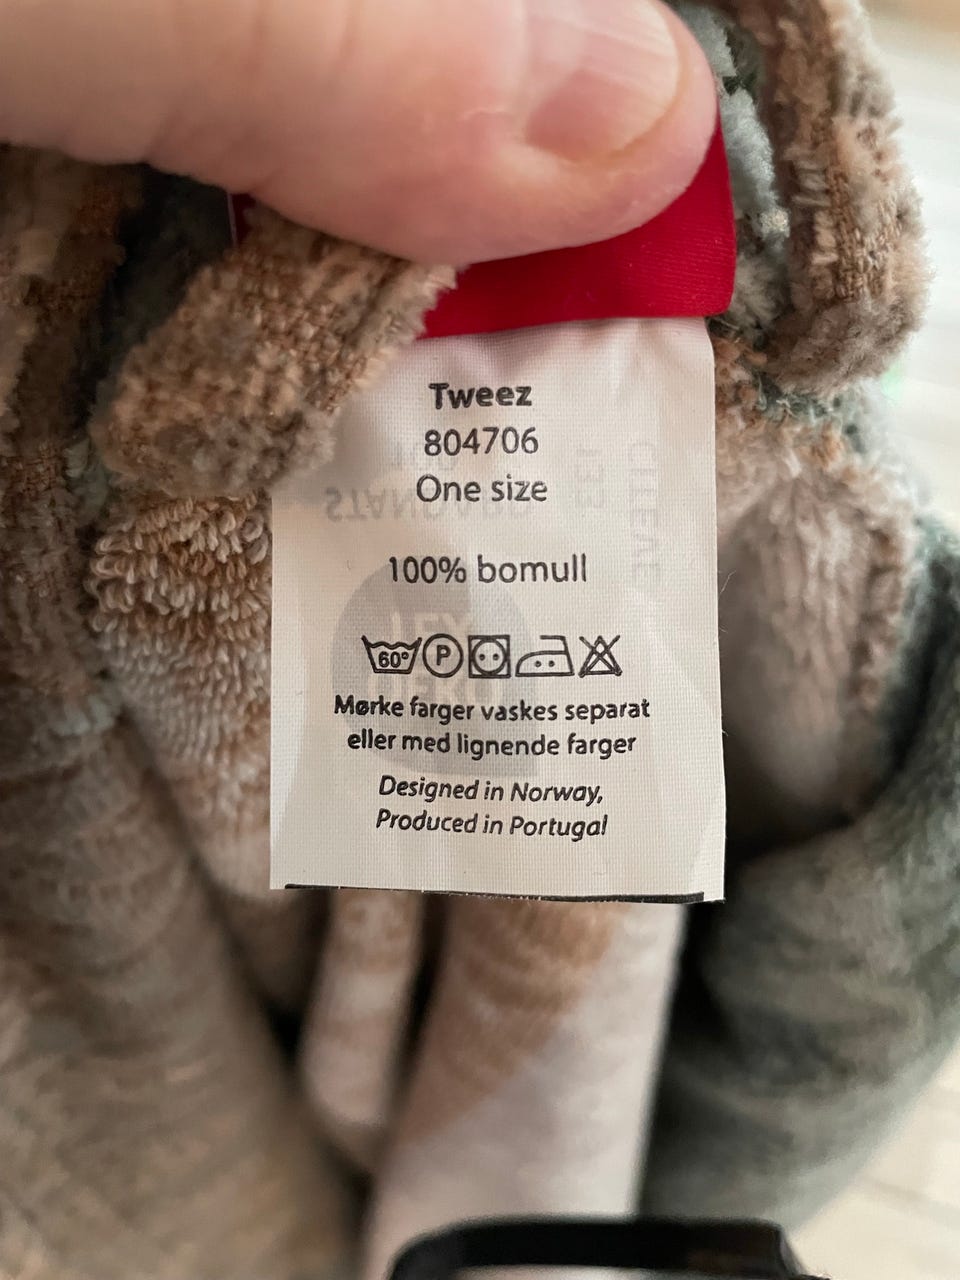 Tweez
804706
One size
100% bomull
60° P
Mørke farger vaskes separat
eller med lignende farger
Designed in Norway,
Produced in Portugal